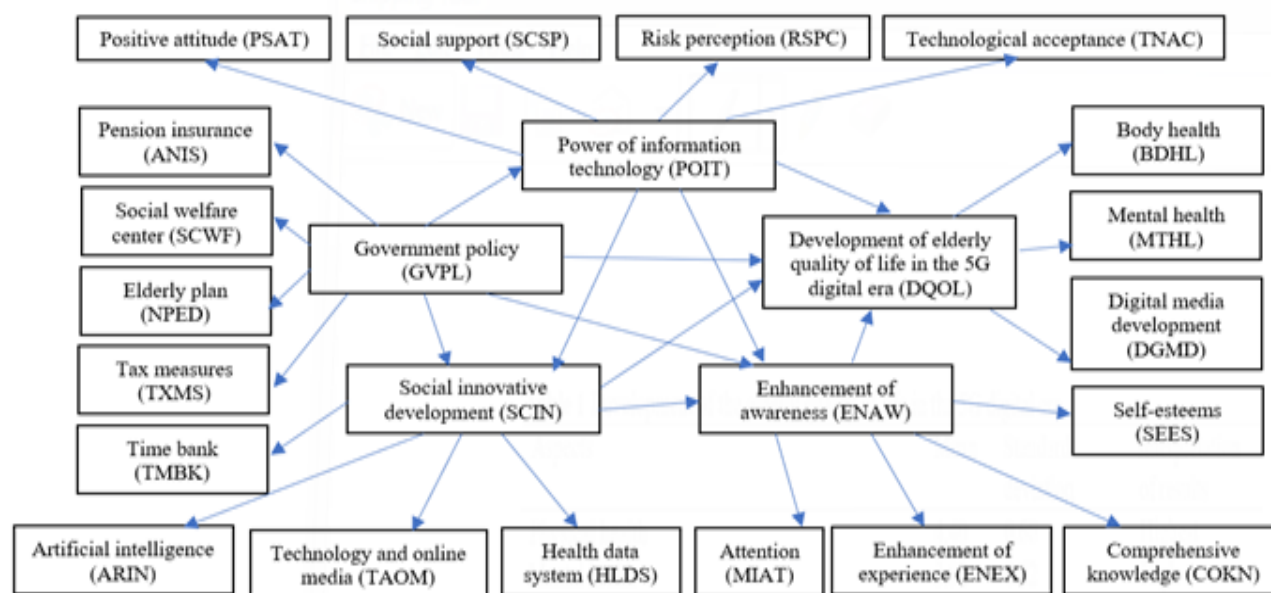 Positive attitude (PSAT)
Social support (SCSP)
Risk perception (RSPC)
Technological acceptance (TNAC)
Pension insurance
(ANIS)
Power of information
technology (POIT)
Body health
(BDHL)
Social welfare
center (SCWF)
Government policy
(GVPL)
Development of elderly
quality of life in the 5G
digital era (DQOL)
Mental health
(MTHL)
Elderly plan
(NPED)
Digital media
development
(DGMD)
Tax measures
(TXMS)
Social innovative
development (SCIN)
Enhancement of
awareness (ENAW)
Self-esteems
(SEES)
Time bank
(TMBK)
Artificial intelligence
(ARIN)
Technology and online
media (TAOM)
Health data
system (HLDS)
Attention
(MIAT)
Enhancement of
experience (ENEX)
Comprehensive
knowledge (COKN)